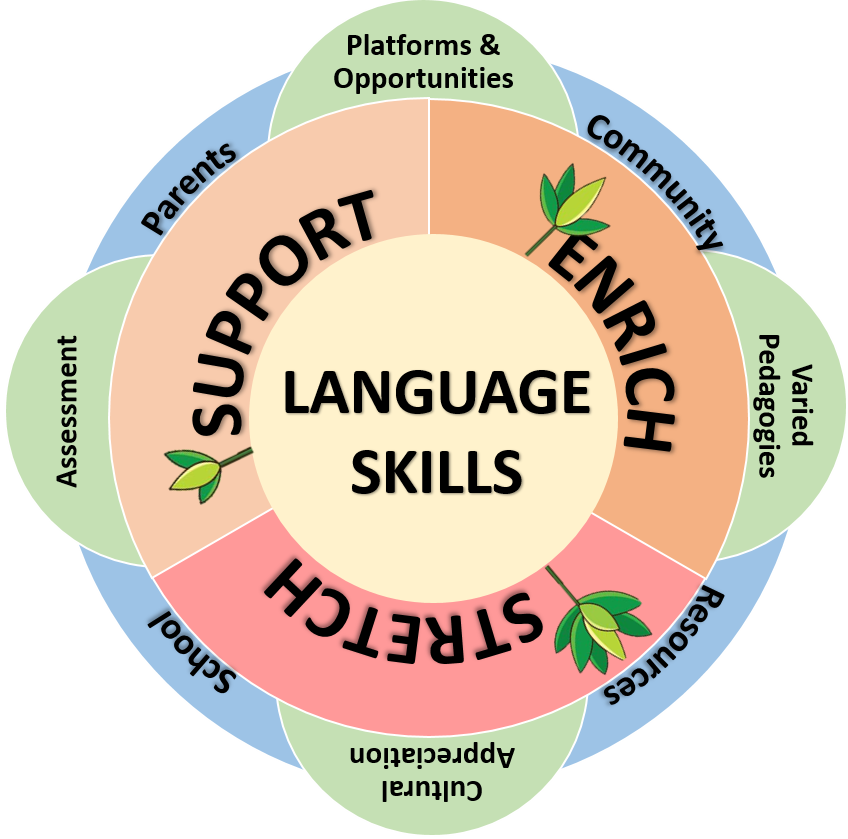 Platforms &
Opportunities
Community
Parents
SUPPORT
ENRICH
Assessment
LANGUAGE
SKILLS
Varied
Pedagogies
STRETCH
School
Resources
Cultural
Appreciation